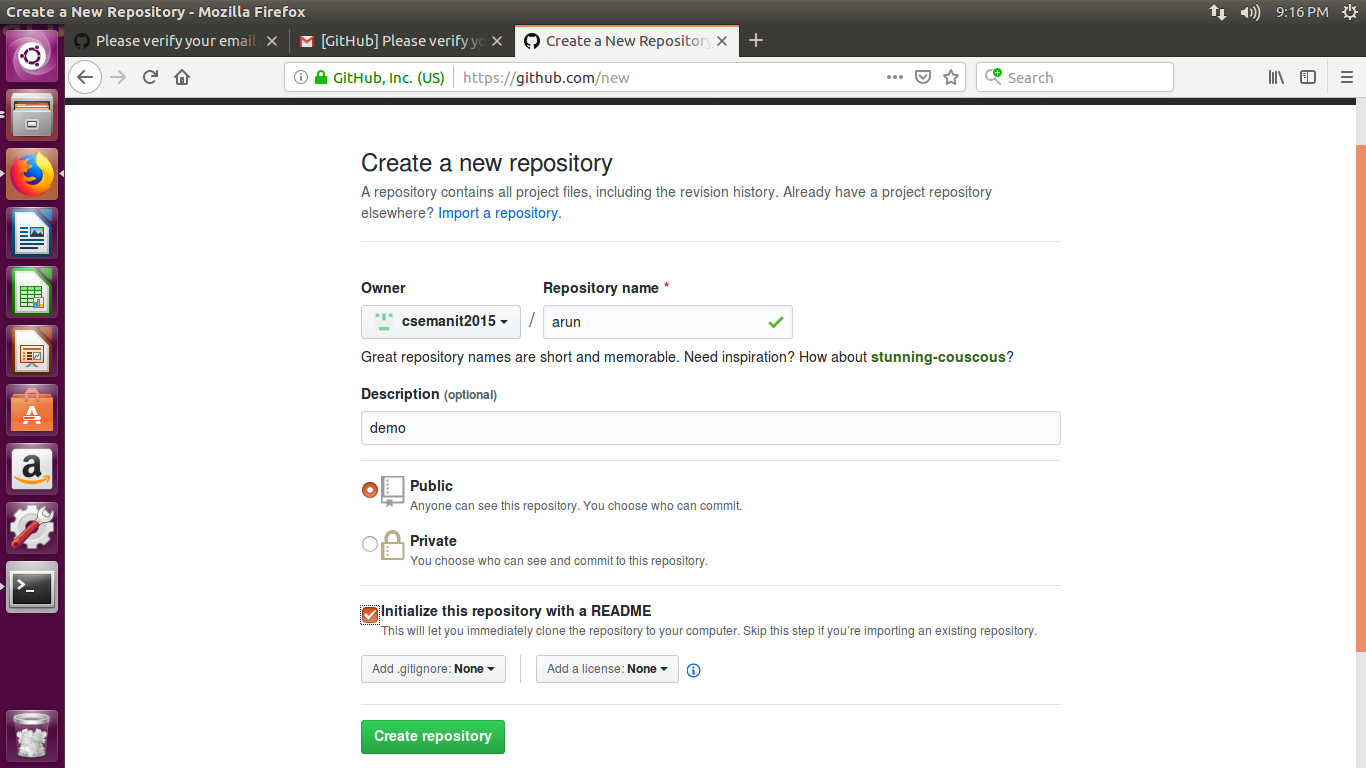 Create a New Repository - Mozilla Firefox
9:16 PM
Please verify your email
[GitHub] Please verify yo
Create a New Repository
GitHub, Inc. (US)
https://github.com/new
Search
Create a new repository
A repository contains all project files, including the revision history. Already have a project repository
elsewhere? Import a repository.
Owner
Repository name *
csemanit2015
/
arun
Great repository names are short and memorable. Need inspiration? How about stunning-couscous?
Description (optional)
demo
Public
Anyone can see this repository. You choose who can commit.
Private
You choose who can see and commit to this repository.
Initialize this repository with a README
This will let you immediately clone the repository to your computer. Skip this step if you're importing an existing repository.
Add .gitignore: None
Add a license: None
Create repository